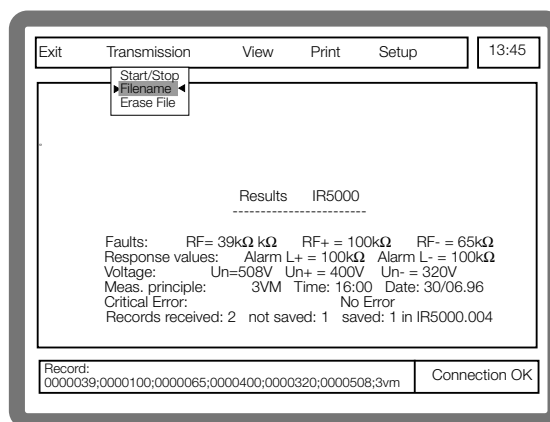 Exit Transmission View Print Setup 13:45
Start/Stop
Filename
Erase File
Results IR5000
-----------------------
Faults: RF= 39kΩ kΩ RF+ = 100kΩ RF- = 65kΩ
Response values: Alarm L+ = 100kΩ Alarm L- = 100kΩ
Voltage: Un=508V Un+ = 400V Un- = 320V
Meas. principle: 3VM Time: 16:00 Date: 30/06.96
Critical Error: No Error
Records received: 2 not saved: 1 saved: 1 in IR5000.004
Record:
0000039;0000100;0000065;0000400;0000320;0000508;3vm Connection OK